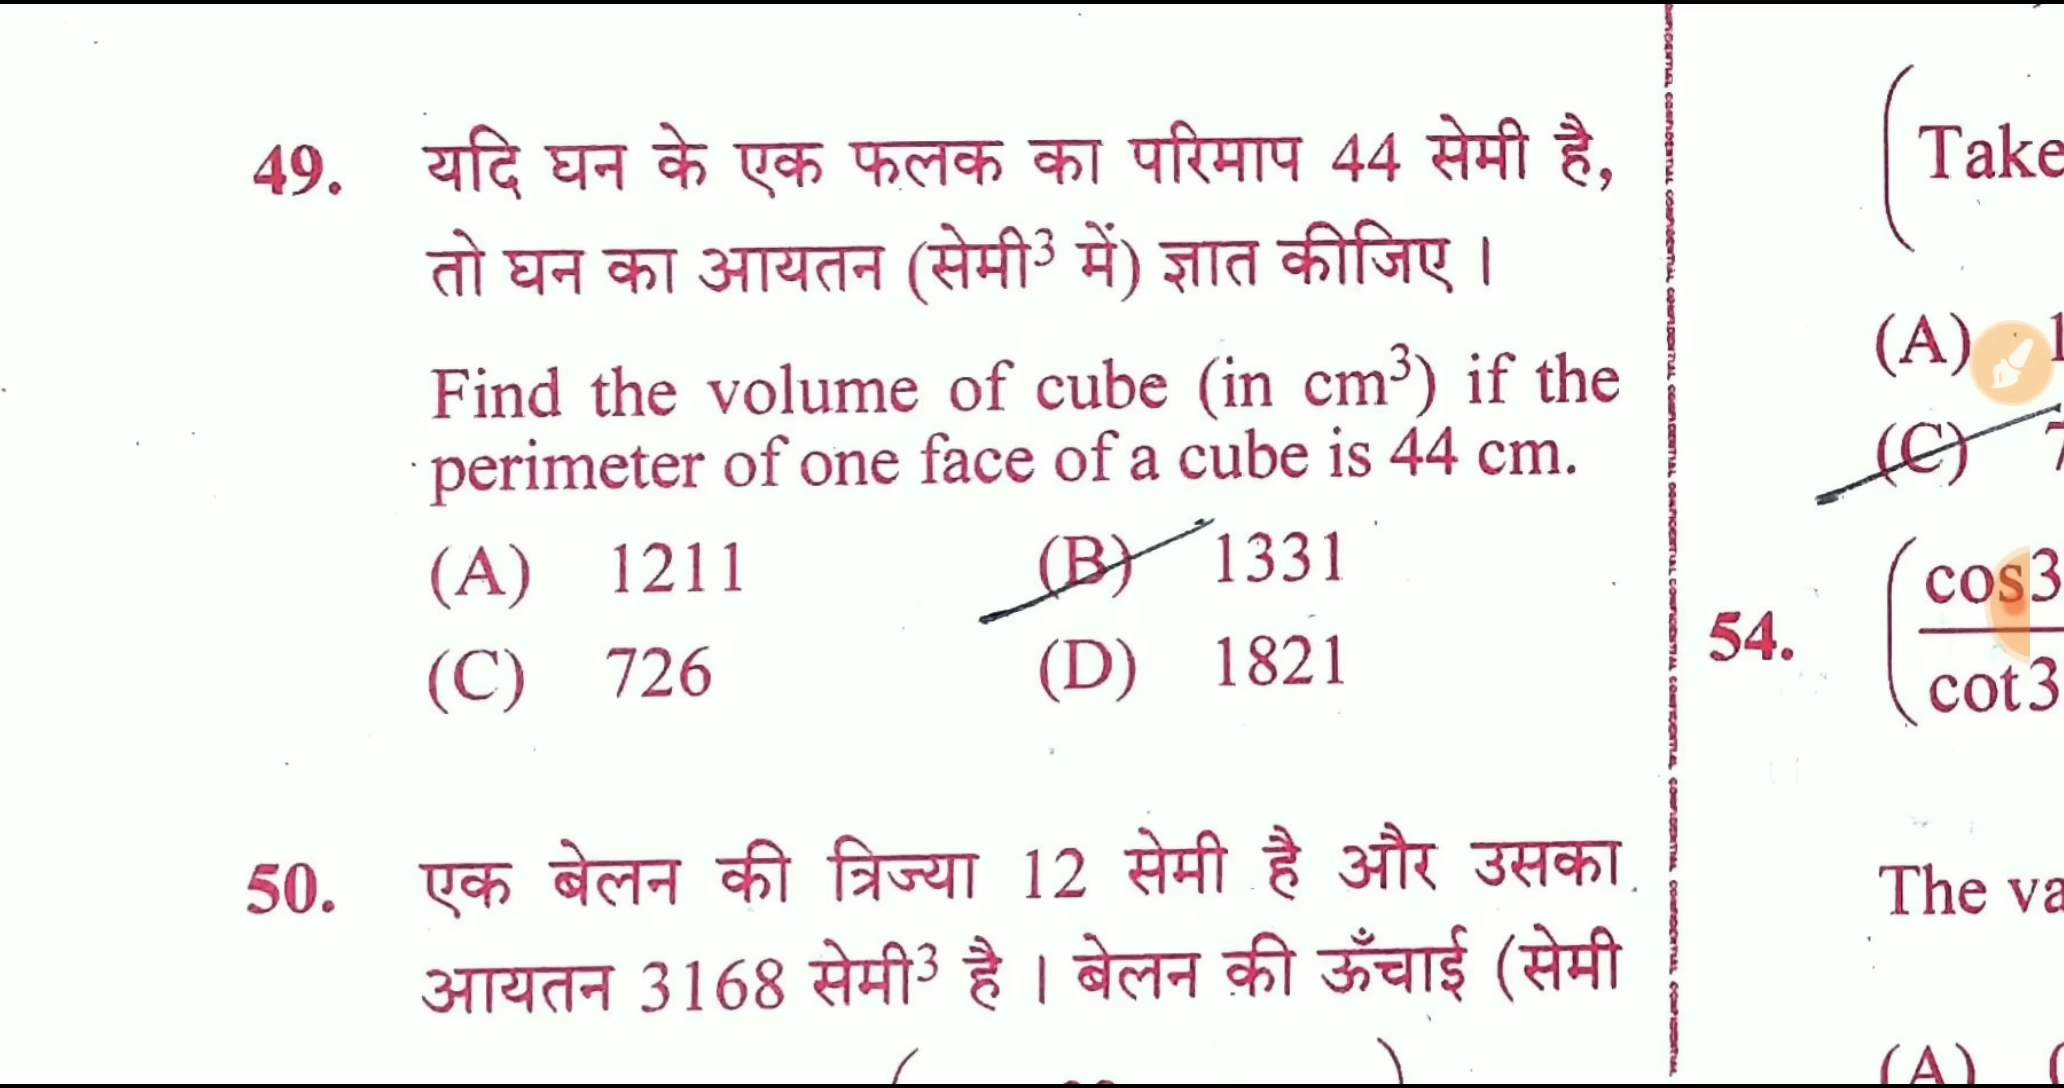 49. यदि घन के एक फलक का परिमाप 44 सेमी है,
तो घन का आयतन (सेमी³ में) ज्ञात कीजिए ।
Find the volume of cube (in cm³) if the
perimeter of one face of a cube is 44 cm.
(A) 1211 (B) 1331
(C) 726 (D) 1821
50. एक बेलन की त्रिज्या 12 सेमी है और उसका
आयतन 3168 सेमी³ है । बेलन की ऊँचाई (सेमी
(Take
(A) 1
(C) 7
54. (cos3
cot3
The va
(A)